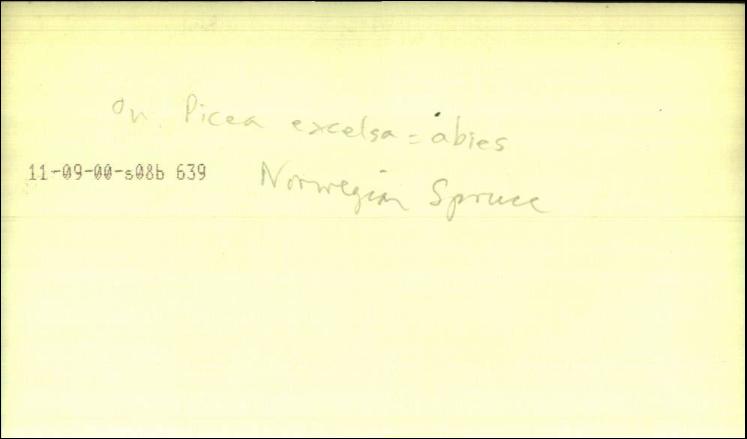 on Picea excelsa = abies
11-09-00-s08b 639
Norwegian Spruce